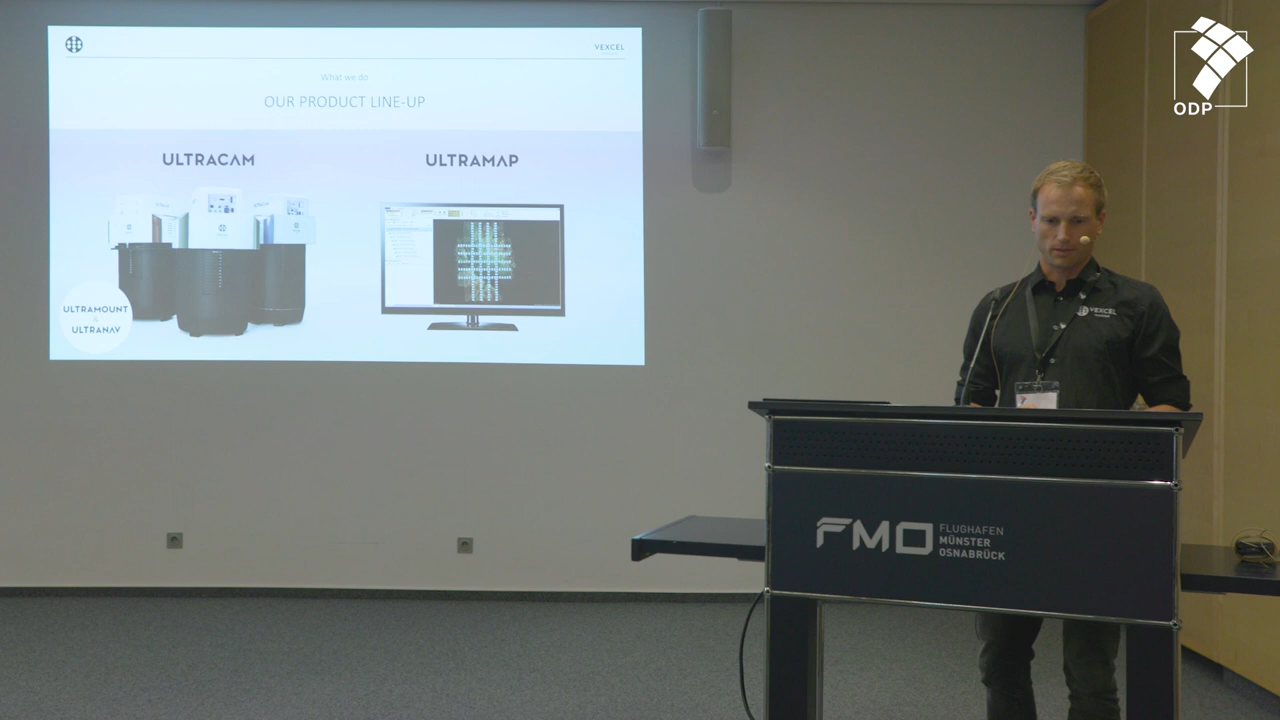 VEXCEL
What we do
OUR PRODUCT LINE-UP
ULTRACAM
ULTRAMAP
ULTRAMOUNT
&
ULTRANAV
ODP
VEXCEL
FMO
FLUGHAFEN
MÜNSTER
OSNABRÜCK